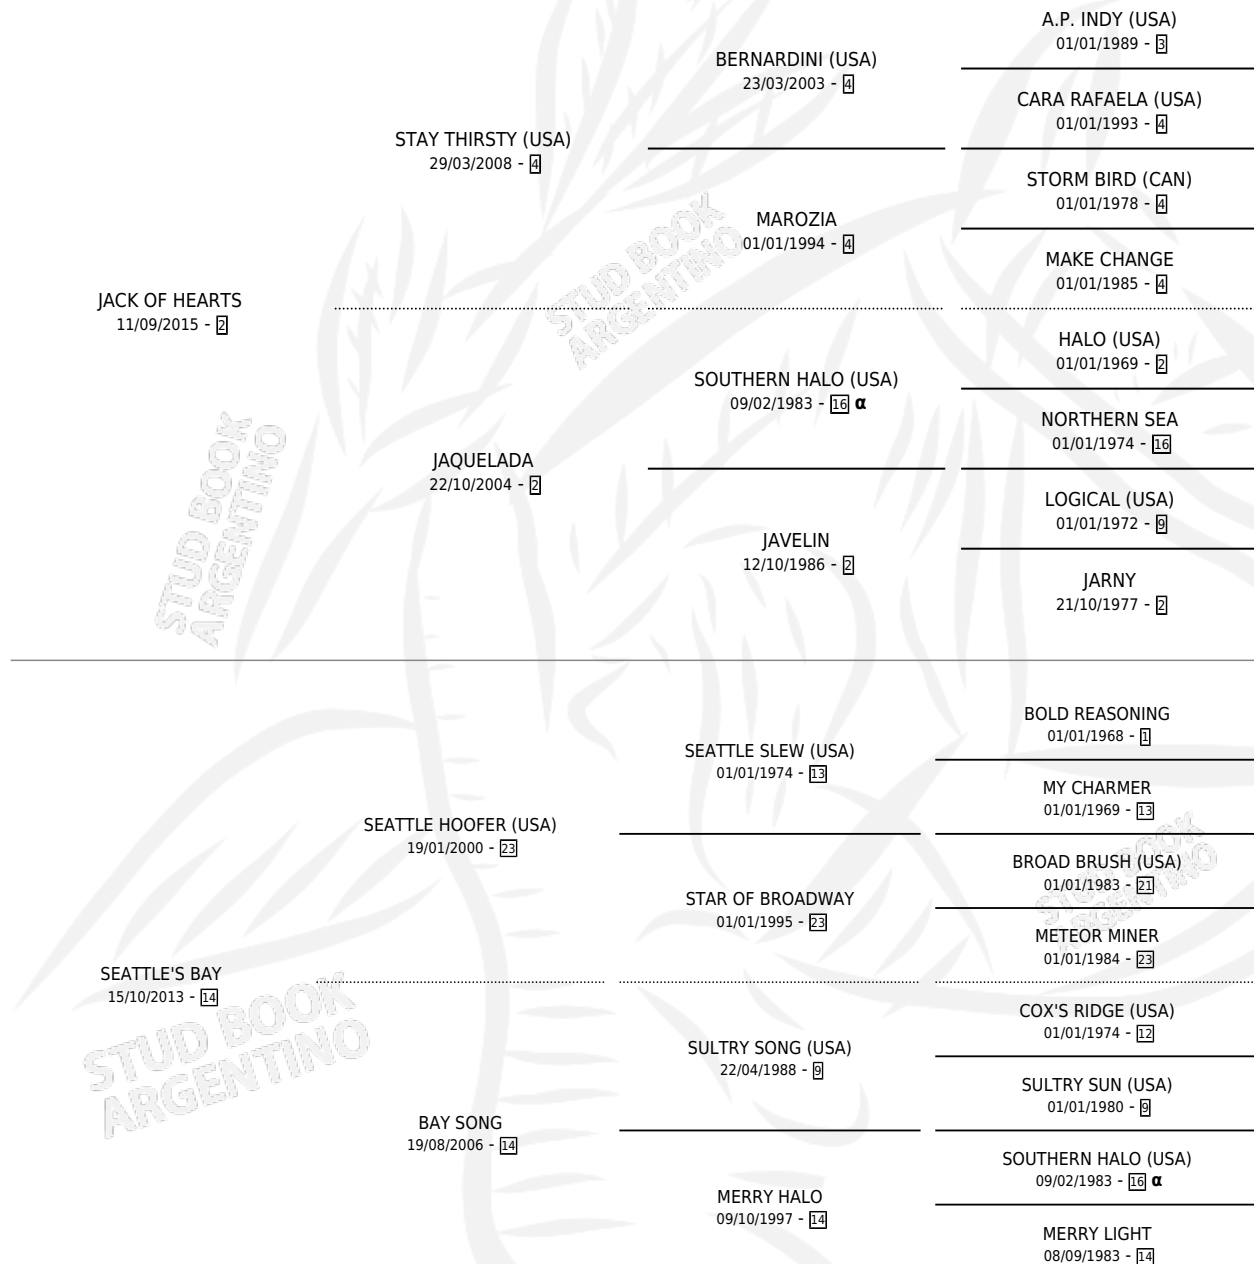 A.P. INDY (USA)
01/01/1989 - 3
BERNARDINI (USA)
23/03/2003 - 4
CARA RAFAELA (USA)
01/01/1993 - 4
STAY THIRSTY (USA)
29/03/2008 - 4
STORM BIRD (CAN)
01/01/1978 - 4
MAROZIA
01/01/1994 - 4
MAKE CHANGE
01/01/1985 - 4
JACK OF HEARTS
11/09/2015 - 2
HALO (USA)
01/01/1969 - 2
SOUTHERN HALO (USA)
09/02/1983 - 16 α
NORTHERN SEA
01/01/1974 - 16
JAQUELADA
22/10/2004 - 2
LOGICAL (USA)
01/01/1972 - 9
JAVELIN
12/10/1986 - 2
JARNY
21/10/1977 - 2
STUD BOOK
ARGENTINO
STUD BOOK
ARGENTINO
BOLD REASONING
01/01/1968 - 1
SEATTLE SLEW (USA)
01/01/1974 - 13
MY CHARMER
01/01/1969 - 13
SEATTLE HOOFER (USA)
19/01/2000 - 23
BROAD BRUSH (USA)
01/01/1983 - 21
STAR OF BROADWAY
01/01/1995 - 23
METEOR MINER
01/01/1984 - 23
STUD BOOK
ARGENTINO
SEATTLE'S BAY
15/10/2013 - 14
COX'S RIDGE (USA)
01/01/1974 - 12
SULTRY SONG (USA)
22/04/1988 - 9
SULTRY SUN (USA)
01/01/1980 - 9
BAY SONG
19/08/2006 - 14
SOUTHERN HALO (USA)
09/02/1983 - 16 α
MERRY HALO
09/10/1997 - 14
MERRY LIGHT
08/09/1983 - 14
STUD BOOK
ARGENTINO